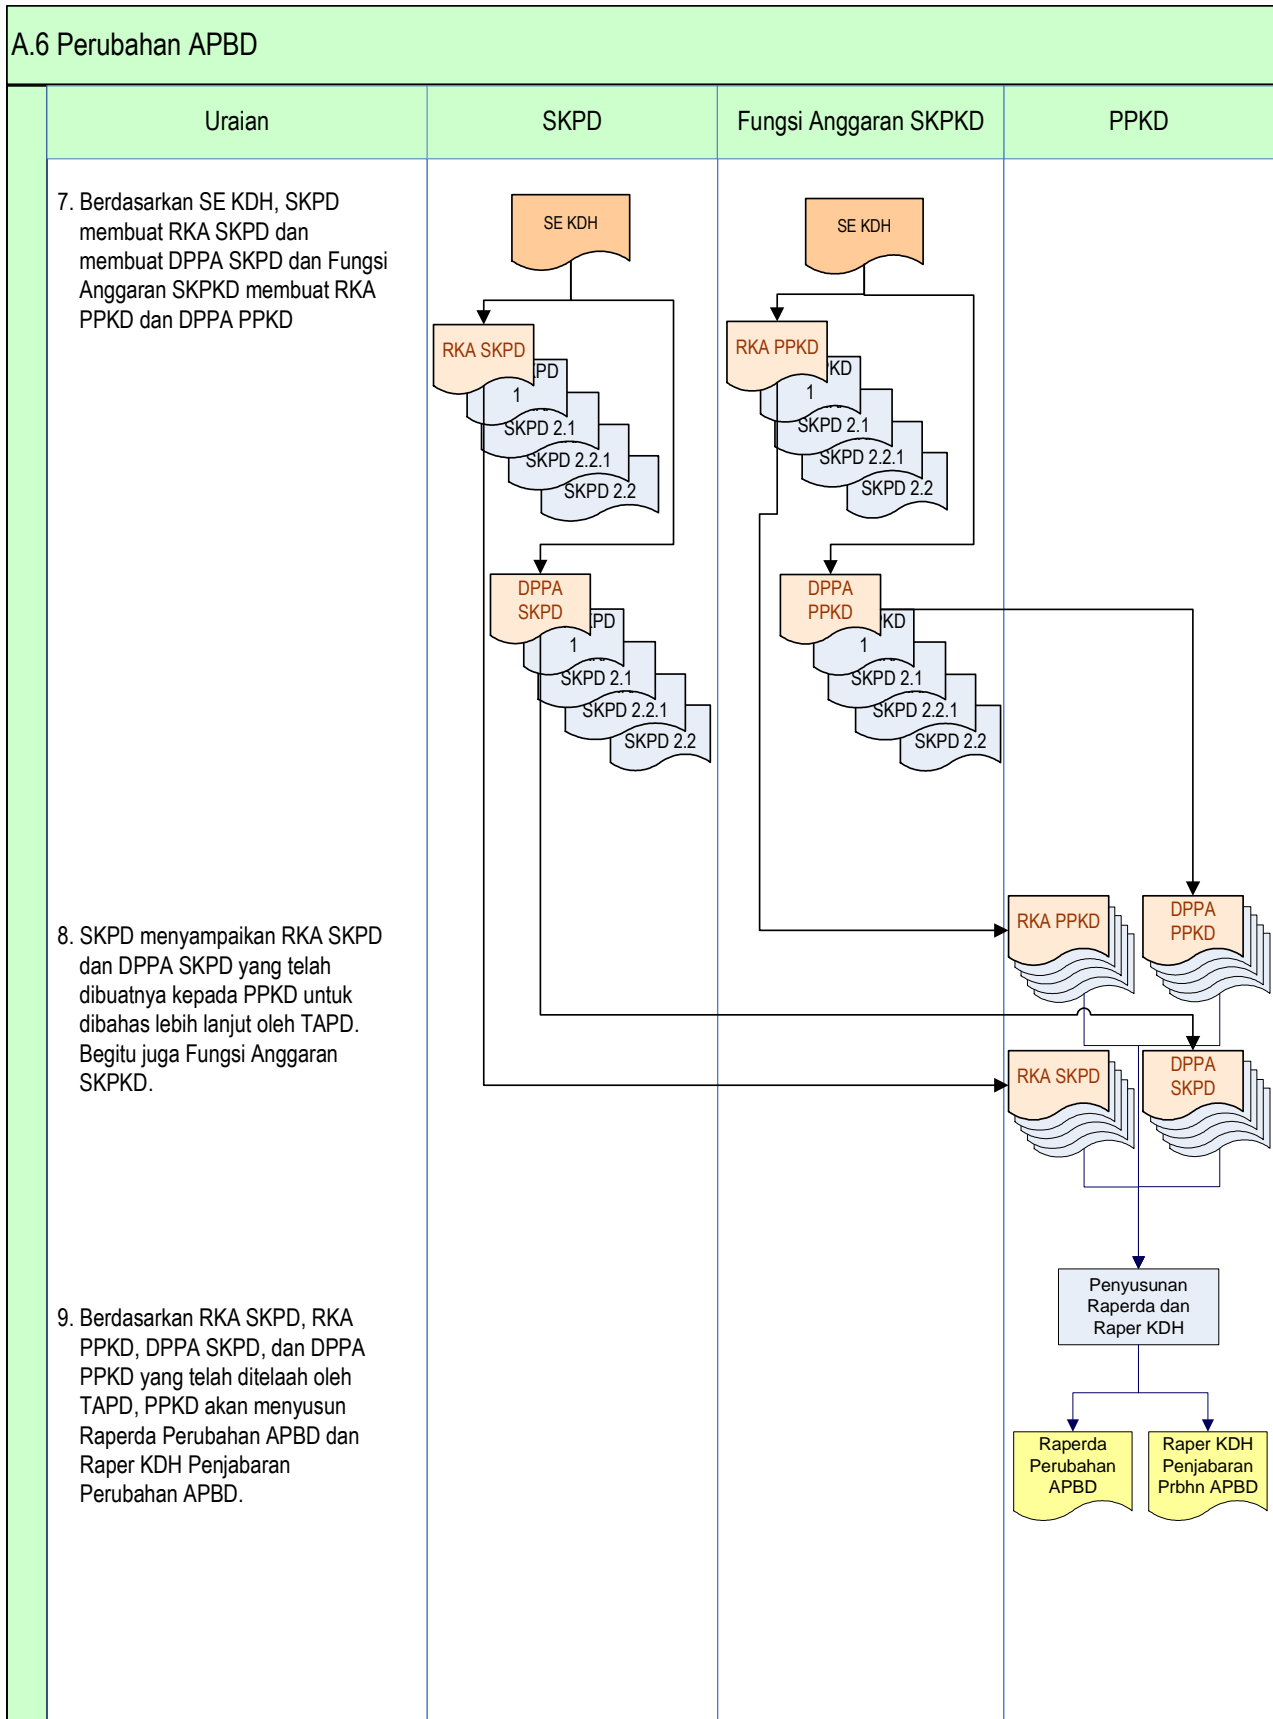 A.6 Perubahan APBD
Uraian
SKPD
Fungsi Anggaran SKPKD
PPKD
7. Berdasarkan SE KDH, SKPD
membuat RKA SKPD dan
membuat DPPA SKPD dan Fungsi
Anggaran SKPKD membuat RKA
PPKD dan DPPA PPKD
8. SKPD menyampaikan RKA SKPD
dan DPPA SKPD yang telah
dibuatnya kepada PPKD untuk
dibahas lebih lanjut oleh TAPD.
Begitu juga Fungsi Anggaran
SKPKD.
9. Berdasarkan RKA SKPD, RKA
PPKD, DPPA SKPD, dan DPPA
PPKD yang telah ditelaah oleh
TAPD, PPKD akan menyusun
Raperda Perubahan APBD dan
Raper KDH Penjabaran
Perubahan APBD.
SE KDH
RKA SKPD
1
SKPD 2.1
SKPD 2.2.1
SKPD 2.2
DPPA
SKPD
1
SKPD 2.1
SKPD 2.2.1
SKPD 2.2
SE KDH
RKA PPKD
1
SKPD 2.1
SKPD 2.2.1
SKPD 2.2
DPPA
PPKD
1
SKPD 2.1
SKPD 2.2.1
SKPD 2.2
RKA PPKD
DPPA
PPKD
RKA SKPD
DPPA
SKPD
Penyusunan
Raperda dan
Raper KDH
Raperda
Perubahan
APBD
Raper KDH
Penjabaran
Prbhn APBD